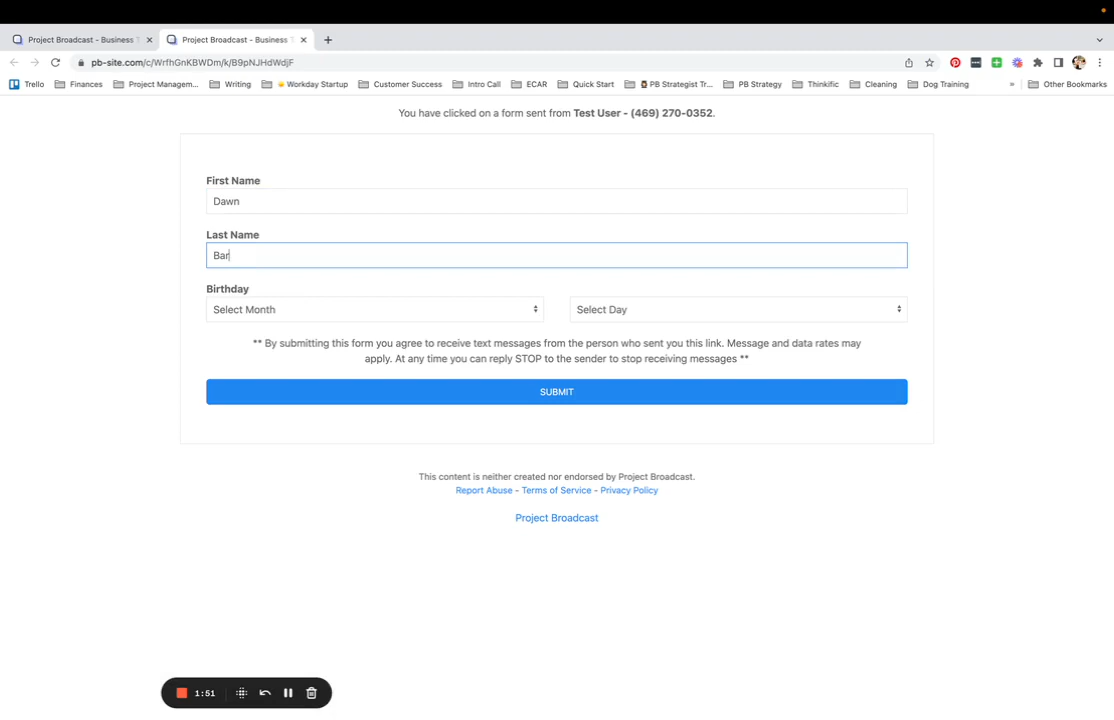 Project Broadcast - Business T
Project Broadcast - Business T
pb-site.com/c/WrfhGnKBWDm/k/B9pNJHdWdjF
Trello Finances Project Managem... Writing Workday Startup Customer Success Intro Call ECAR Quick Start PB Strategist Tr... PB Strategy Thinkific Cleaning Dog Training » Other Bookmarks
You have clicked on a form sent from Test User - (469) 270-0352.
First Name
Dawn
Last Name
Bar
Birthday
Select Month Select Day
** By submitting this form you agree to receive text messages from the person who sent you this link. Message and data rates may
apply. At any time you can reply STOP to the sender to stop receiving messages **
SUBMIT
This content is neither created nor endorsed by Project Broadcast.
Report Abuse - Terms of Service - Privacy Policy
Project Broadcast
1:51